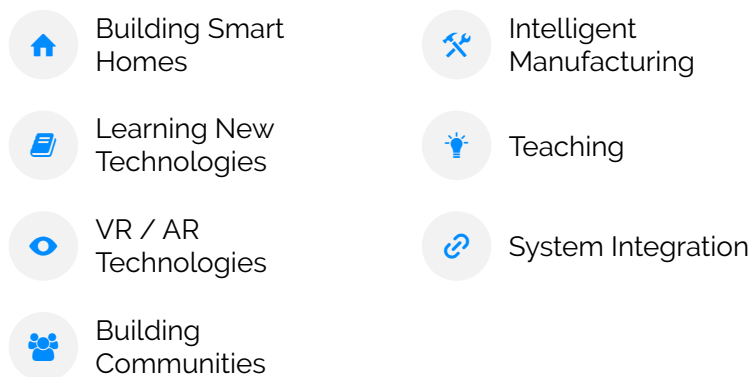 Building Smart
Homes
Intelligent
Manufacturing
Learning New
Technologies
Teaching
VR / AR
Technologies
System Integration
Building
Communities